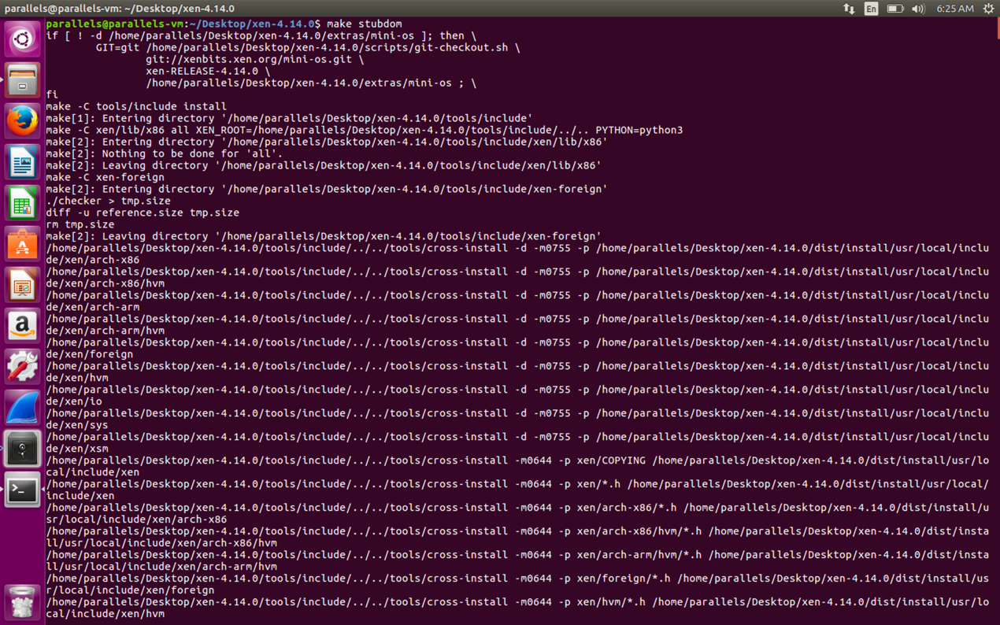 parallels@parallels-vm: ~/Desktop/xen-4.14.0
En
6:25 AM
parallels@parallels-vm:~/Desktop/xen-4.14.0$ make stubdom
if [ ! -d /home/parallels/Desktop/xen-4.14.0/extras/mini-os ]; then \
GIT=git /home/parallels/Desktop/xen-4.14.0/scripts/git-checkout.sh \
git://xenbits.xen.org/mini-os.git \
xen-RELEASE-4.14.0 \
/home/parallels/Desktop/xen-4.14.0/extras/mini-os ; \
fi
make -C tools/include install
make[1]: Entering directory '/home/parallels/Desktop/xen-4.14.0/tools/include'
make -C xen/lib/x86 all XEN_ROOT=/home/parallels/Desktop/xen-4.14.0/tools/include/../.. PYTHON=python3
make[2]: Entering directory '/home/parallels/Desktop/xen-4.14.0/tools/include/xen/lib/x86'
make[2]: Nothing to be done for 'all'.
make[2]: Leaving directory '/home/parallels/Desktop/xen-4.14.0/tools/include/xen/lib/x86'
make -C xen-foreign
make[2]: Entering directory '/home/parallels/Desktop/xen-4.14.0/tools/include/xen-foreign'
./checker > tmp.size
diff -u reference.size tmp.size
rm tmp.size
make[2]: Leaving directory '/home/parallels/Desktop/xen-4.14.0/tools/include/xen-foreign'
/home/parallels/Desktop/xen-4.14.0/tools/include/../../tools/cross-install -d -m0755 -p /home/parallels/Desktop/xen-4.14.0/dist/install/usr/local/inclu
de/xen/arch-x86
/home/parallels/Desktop/xen-4.14.0/tools/include/../../tools/cross-install -d -m0755 -p /home/parallels/Desktop/xen-4.14.0/dist/install/usr/local/inclu
de/xen/arch-x86/hvm
/home/parallels/Desktop/xen-4.14.0/tools/include/../../tools/cross-install -d -m0755 -p /home/parallels/Desktop/xen-4.14.0/dist/install/usr/local/inclu
de/xen/arch-arm
/home/parallels/Desktop/xen-4.14.0/tools/include/../../tools/cross-install -d -m0755 -p /home/parallels/Desktop/xen-4.14.0/dist/install/usr/local/inclu
de/xen/arch-arm/hvm
/home/parallels/Desktop/xen-4.14.0/tools/include/../../tools/cross-install -d -m0755 -p /home/parallels/Desktop/xen-4.14.0/dist/install/usr/local/inclu
de/xen/foreign
/home/parallels/Desktop/xen-4.14.0/tools/include/../../tools/cross-install -d -m0755 -p /home/parallels/Desktop/xen-4.14.0/dist/install/usr/local/inclu
de/xen/hvm
/home/parallels/Desktop/xen-4.14.0/tools/include/../../tools/cross-install -d -m0755 -p /home/parallels/Desktop/xen-4.14.0/dist/install/usr/local/inclu
de/xen/io
/home/parallels/Desktop/xen-4.14.0/tools/include/../../tools/cross-install -d -m0755 -p /home/parallels/Desktop/xen-4.14.0/dist/install/usr/local/inclu
de/xen/sys
/home/parallels/Desktop/xen-4.14.0/tools/include/../../tools/cross-install -d -m0755 -p /home/parallels/Desktop/xen-4.14.0/dist/install/usr/local/inclu
de/xen/xsm
/home/parallels/Desktop/xen-4.14.0/tools/include/../../tools/cross-install -m0644 -p xen/COPYING /home/parallels/Desktop/xen-4.14.0/dist/install/usr/lo
cal/include/xen
/home/parallels/Desktop/xen-4.14.0/tools/include/../../tools/cross-install -m0644 -p xen/*.h /home/parallels/Desktop/xen-4.14.0/dist/install/usr/local/
include/xen
/home/parallels/Desktop/xen-4.14.0/tools/include/../../tools/cross-install -m0644 -p xen/arch-x86/*.h /home/parallels/Desktop/xen-4.14.0/dist/install/u
sr/local/include/xen/arch-x86
/home/parallels/Desktop/xen-4.14.0/tools/include/../../tools/cross-install -m0644 -p xen/arch-x86/hvm/*.h /home/parallels/Desktop/xen-4.14.0/dist/insta
ll/usr/local/include/xen/arch-x86/hvm
/home/parallels/Desktop/xen-4.14.0/tools/include/../../tools/cross-install -m0644 -p xen/arch-arm/hvm/*.h /home/parallels/Desktop/xen-4.14.0/dist/insta
ll/usr/local/include/xen/arch-arm/hvm
/home/parallels/Desktop/xen-4.14.0/tools/include/../../tools/cross-install -m0644 -p xen/foreign/*.h /home/parallels/Desktop/xen-4.14.0/dist/install/us
r/local/include/xen/foreign
/home/parallels/Desktop/xen-4.14.0/tools/include/../../tools/cross-install -m0644 -p xen/hvm/*.h /home/parallels/Desktop/xen-4.14.0/dist/install/usr/lo
cal/include/xen/hvm